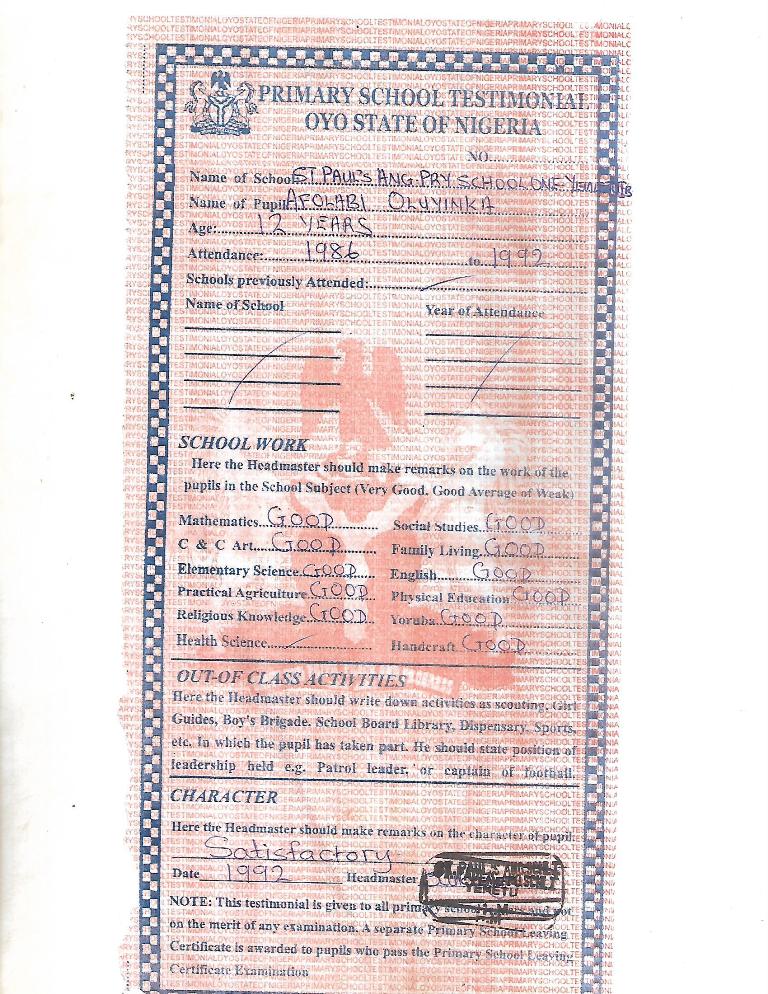 PRIMARY SCHOOL TESTIMONIAL
OYO STATE OF NIGERIA
NO
Name of School ST PAUL'S ANG. PRY SCHOOL ONE
Name of Pupil AFOLABI OLUYINKA
Age: 12 YEARS
Attendance: 1986 to 1992
Schools previously Attended:
Name of School Year of Attendance
SCHOOL WORK
Here the Headmaster should make remarks on the work of the
pupils in the School Subject (Very Good. Good Average of Weak)
Mathematics GOOD Social Studies GOOD
C & C Art GOOD Family Living GOOD
Elementary Science GOOD English GOOD
Practical Agriculture GOOD Physical Education GOOD
Religious Knowledge GOOD Yoruba GOOD
Health Science Handcraft GOOD
OUT-OF CLASS ACTIVITIES
Here the Headmaster should write down activities as scouting, Girl
Guides, Boy's Brigade. School Board Library, Dispensary, Sports,
etc. In which the pupil has taken part. He should state position of
leadership held e.g. Patrol leader, or captain of football.
CHARACTER
Here the Headmaster should make remarks on the character of pupil:
Satisfactory
Date 1992 Headmaster
YEMETU
NOTE: This testimonial is given to all primary school and not
on the merit of any examination. A separate Primary School Leaving
Certificate is awarded to pupils who pass the Primary School Leaving
Certificate Examination